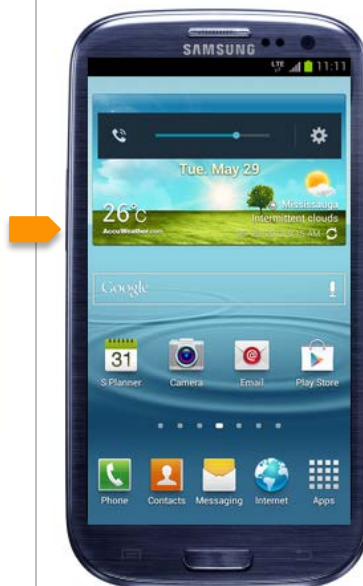 SAMSUNG
LTE 11:11
Tue. May 29
26°C
Mississauga
Intermittent clouds
AccuWeather.com
AM
Google
31
S Planner
Camera
Email
Play Store
Phone
Contacts
Messaging
Internet
Apps